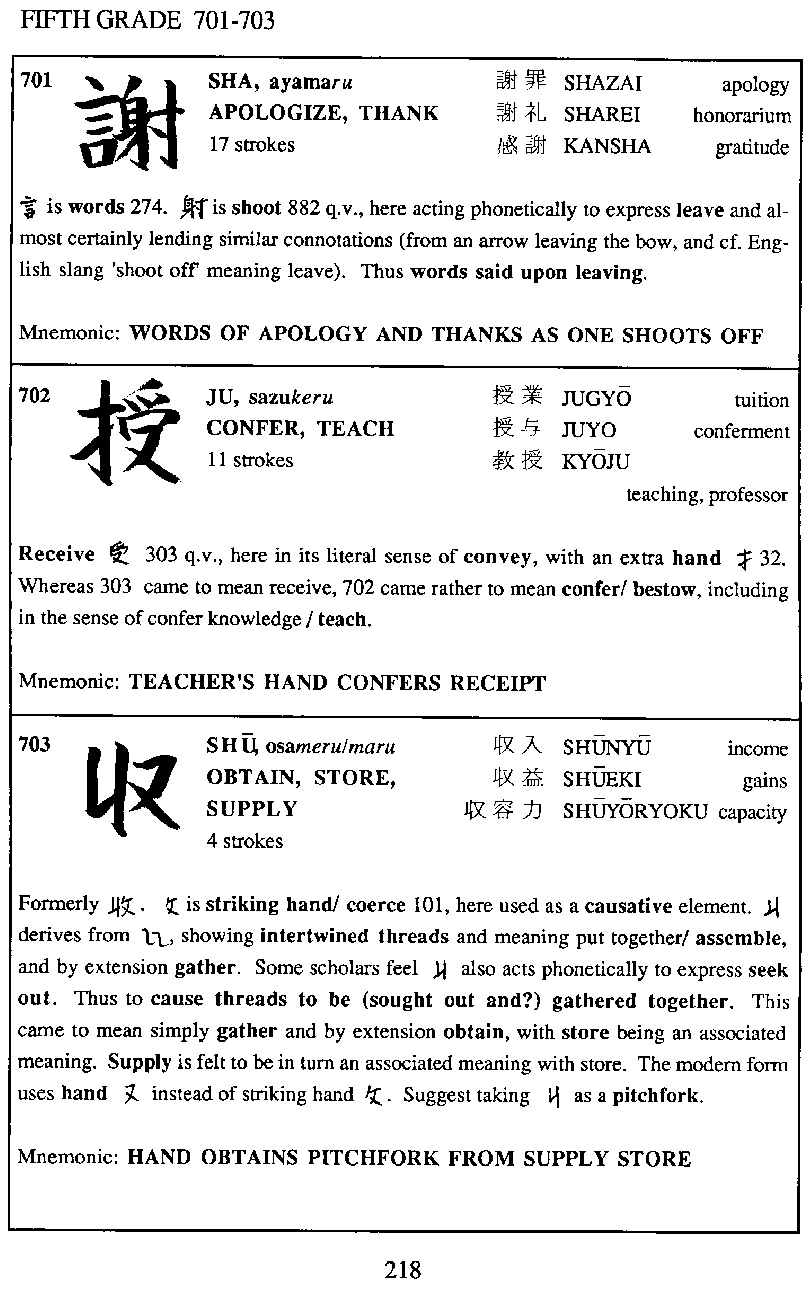 FIFTH GRADE 701-703
701 謝 SHA, ayamaru 謝罪 SHAZAI apology
APOLOGIZE, THANK 謝礼 SHAREI honorarium
17 strokes 感謝 KANSHA gratitude
言 is words 274. 射 is shoot 882 q.v., here acting phonetically to express leave and al-
most certainly lending similar connotations (from an arrow leaving the bow, and cf. Eng-
lish slang 'shoot off' meaning leave). Thus words said upon leaving.
Mnemonic: WORDS OF APOLOGY AND THANKS AS ONE SHOOTS OFF
702 授 JU, sazukeru 授業 JUGYŌ tuition
CONFER, TEACH 授与 JUYO conferment
11 strokes 教授 KYŌJU
teaching, professor
Receive 受 303 q.v., here in its literal sense of convey, with an extra hand 扌 32.
Whereas 303 came to mean receive, 702 came rather to mean confer/ bestow, including
in the sense of confer knowledge / teach.
Mnemonic: TEACHER'S HAND CONFERS RECEIPT
703 収 SHŪ, osameru/maru 収入 SHŪNYŪ income
OBTAIN, STORE, 収益 SHŪEKI gains
SUPPLY 収容力 SHŪYŌRYOKU capacity
4 strokes
Formerly 收. 攵 is striking hand/ coerce 101, here used as a causative element. 丩
derives from , showing intertwined threads and meaning put together/ assemble,
and by extension gather. Some scholars feel 丩 also acts phonetically to express seek
out. Thus to cause threads to be (sought out and?) gathered together. This
came to mean simply gather and by extension obtain, with store being an associated
meaning. Supply is felt to be in turn an associated meaning with store. The modern form
uses hand 又 instead of striking hand 攵. Suggest taking 丩 as a pitchfork.
Mnemonic: HAND OBTAINS PITCHFORK FROM SUPPLY STORE
218